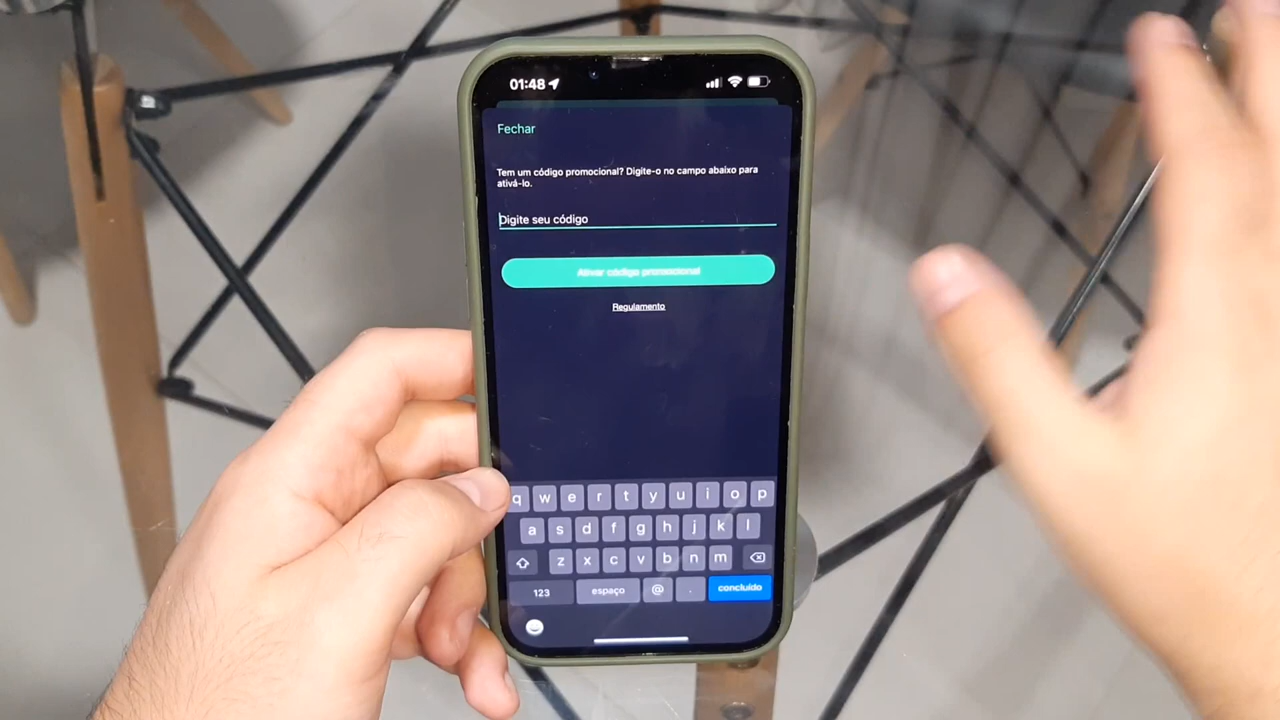 01:48
Fechar
Tem um código promocional? Digite-o no campo abaixo para
ativá-lo.
Digite seu código
Ativar código promocional
Regulamento
q w e r t y u i o p
a s d f g h j k l
z x c v b n m
123 espaço @ . concluído